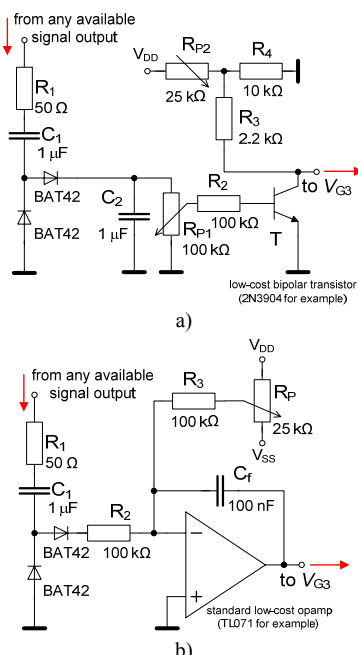 from any available
signal output
R1
50 Ω
C1
1 µF
BAT42
BAT42
C2
1 µF
RP1
100 kΩ
R2
100 kΩ
VDD
RP2
25 kΩ
R4
10 kΩ
R3
2.2 kΩ
to VG3
T
low-cost bipolar transistor
(2N3904 for example)
a)
from any available
signal output
R1
50 Ω
C1
1 µF
BAT42
BAT42
R2
100 kΩ
R3
100 kΩ
VDD
RP
25 kΩ
VSS
Cf
100 nF
−
+
to VG3
standard low-cost opamp
(TL071 for example)
b)